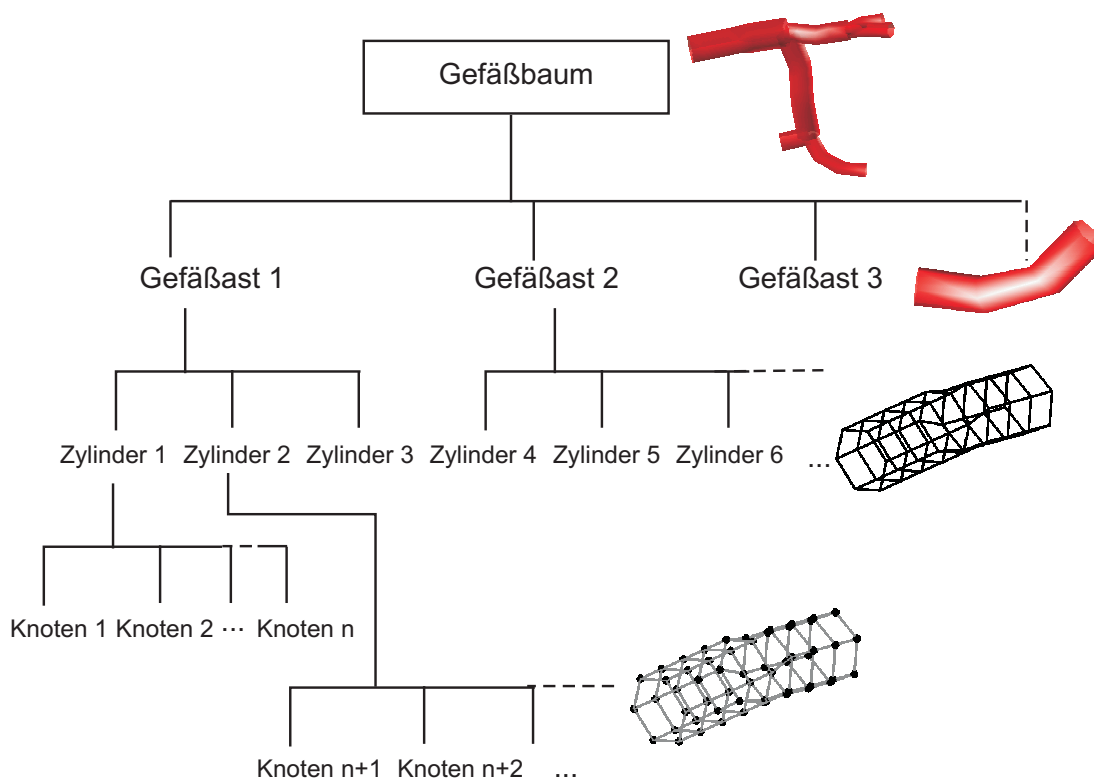 Gefäßbaum
Gefäßast 1 Gefäßast 2 Gefäßast 3
Zylinder 1 Zylinder 2 Zylinder 3 Zylinder 4 Zylinder 5 Zylinder 6 ...
Knoten 1 Knoten 2 ... Knoten n
Knoten n+1 Knoten n+2 ...